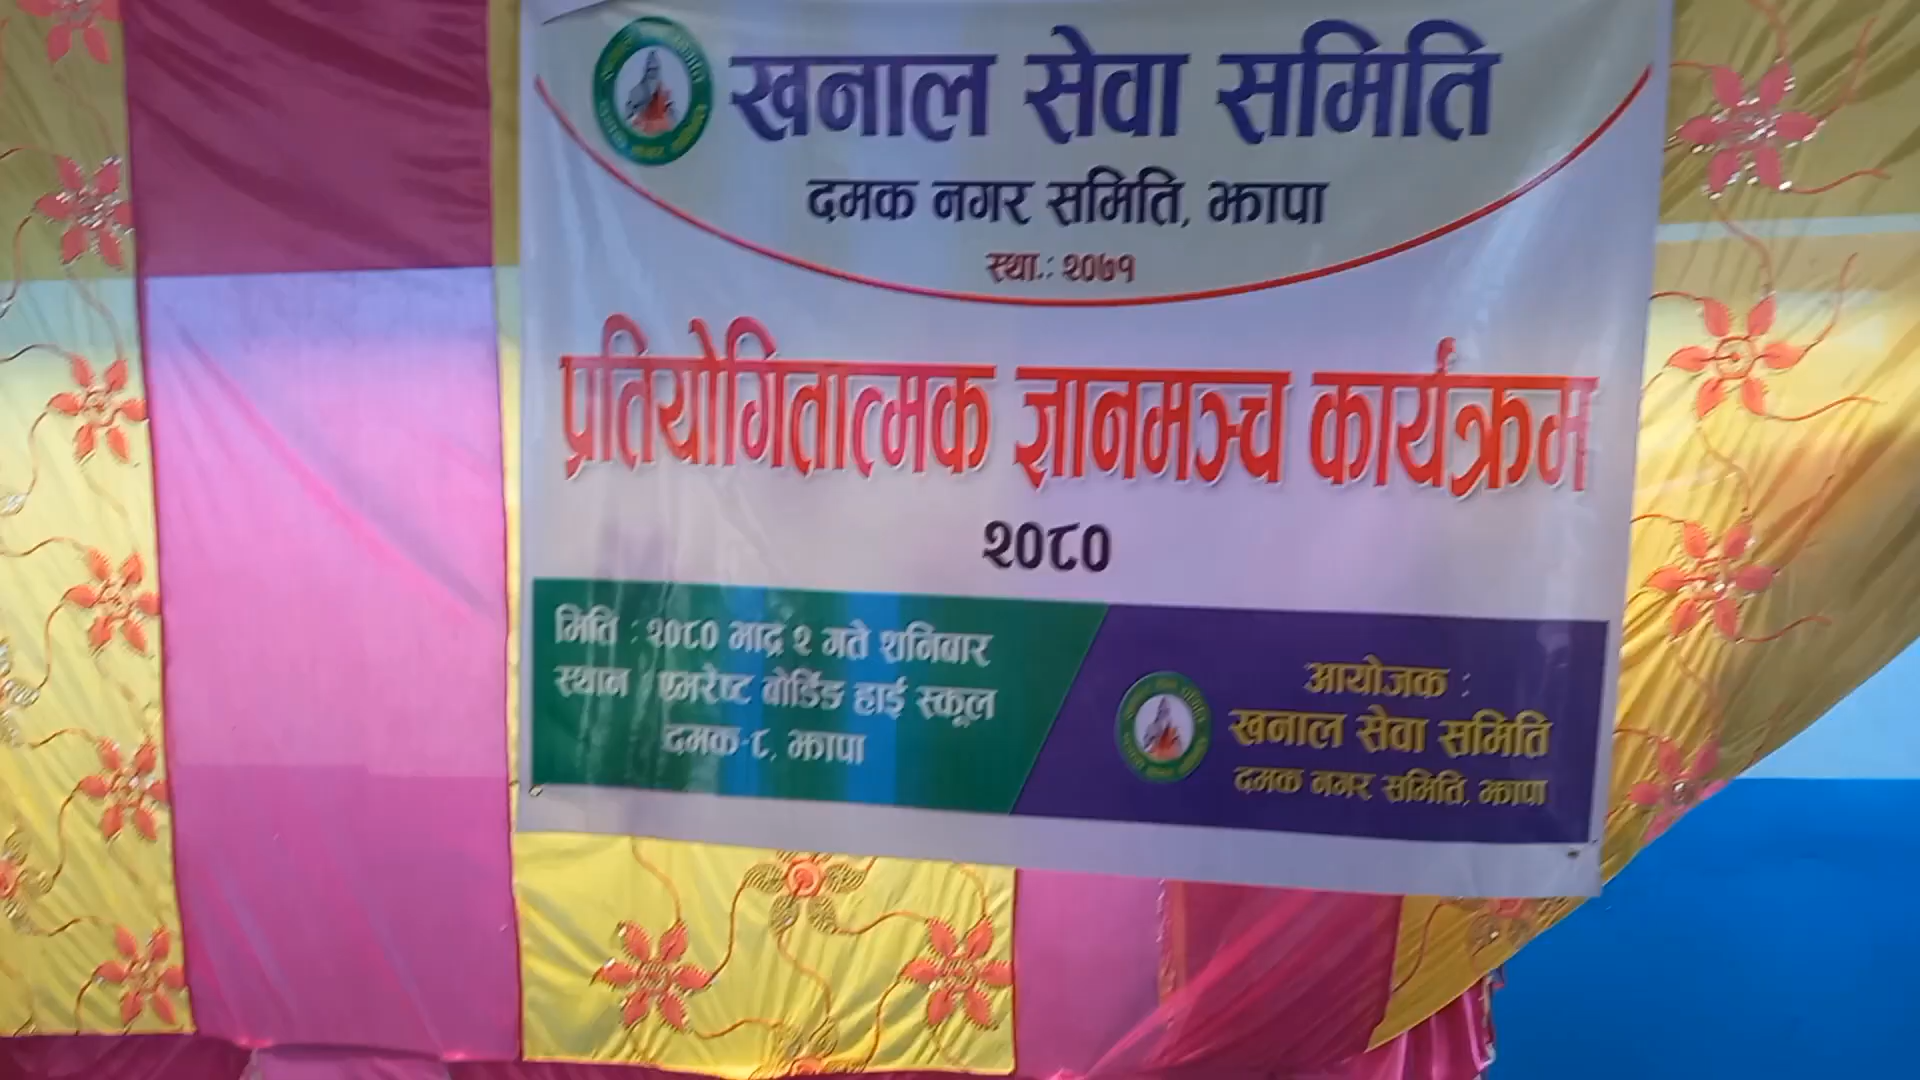 खनाल सेवा समिति
दमक नगर समिति, झापा
स्था.: २०७१
प्रतियोगितात्मक ज्ञानमञ्च कार्यक्रम
२०८०
मिति : २०८० भाद्र २ गते शनिबार
स्थान : एभरेष्ट बोर्डिङ हाई स्कूल
दमक-८, झापा
आयोजक :
खनाल सेवा समिति
दमक नगर समिति, झापा